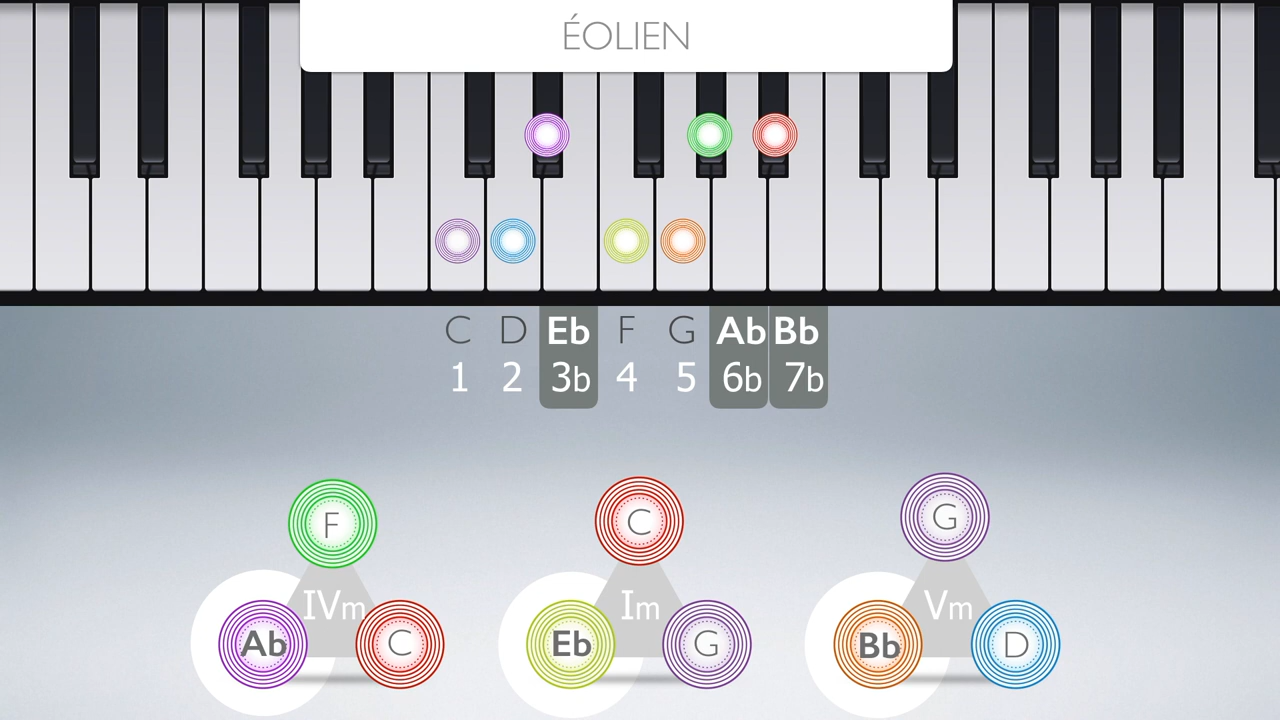 ÉOLIEN
C D Eb F G Ab Bb
1 2 3b 4 5 6b 7b
F C G
IVm Im Vm
Ab C Eb G Bb D